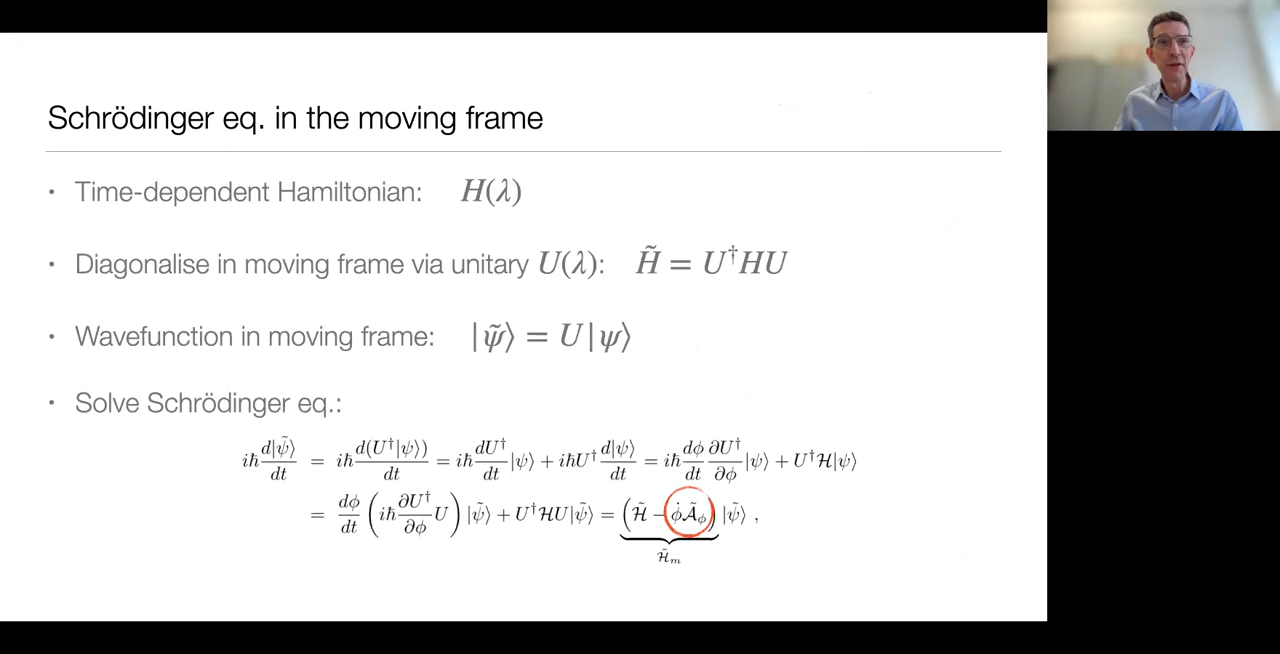 Schrödinger eq. in the moving frame
• Time-dependent Hamiltonian: H(λ)
• Diagonalise in moving frame via unitary U(λ): H̃ = U†HU
• Wavefunction in moving frame: |ψ̃⟩ = U|ψ⟩
• Solve Schrödinger eq.:
iℏ d|ψ̃⟩/dt = iℏ d(U†|ψ⟩)/dt = iℏ dU†/dt |ψ⟩ + iℏU† d|ψ⟩/dt = iℏ dϕ/dt ∂U†/∂ϕ |ψ⟩ + U†ℋ|ψ⟩
= dϕ/dt (iℏ ∂U†/∂ϕ U) |ψ̃⟩ + U†ℋU|ψ̃⟩ = (ℋ̃ − ϕ̇𝒜̃_ϕ) |ψ̃⟩ ,
ℋ̃_m